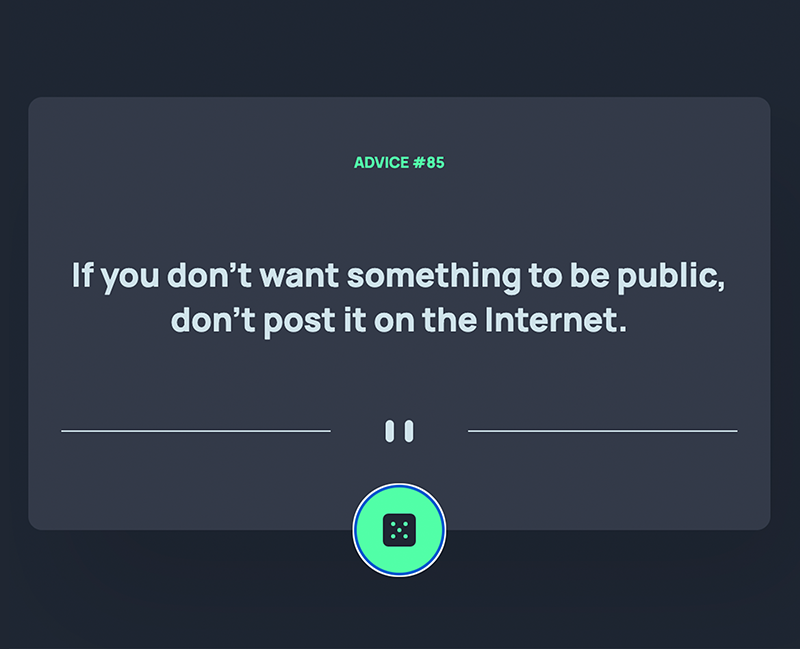 ADVICE #85
If you don’t want something to be public,
don’t post it on the Internet.